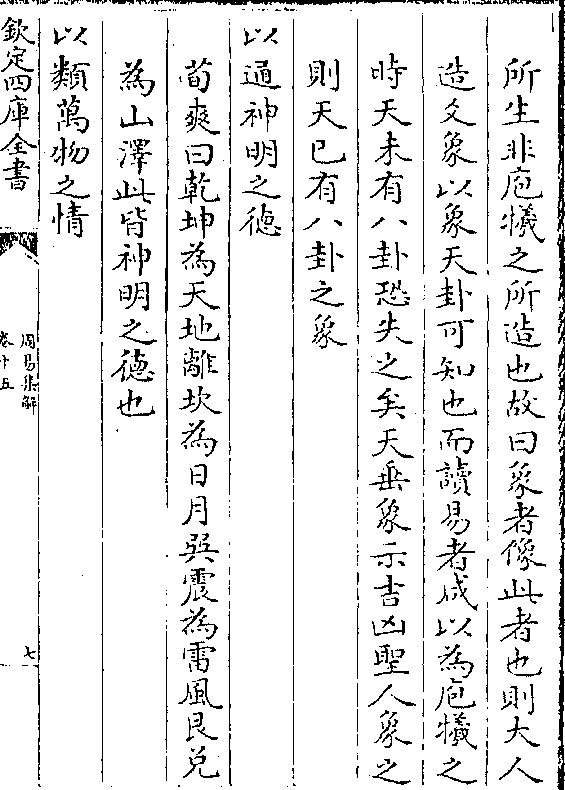 所生非庖犧之所造也故曰象者像此者也則大人
造爻象以象天卦可知也而讀易者咸以為庖犧之
時天未有八卦恐失之矣天垂象示吉凶聖人象之
則天已有八卦之象
以通神明之德
荀爽曰乾坤為天地離坎為日月巽震為雷風艮兑
為山澤此皆神明之德也
以類萬物之情
欽定四庫全書
周易集解
卷十五
七